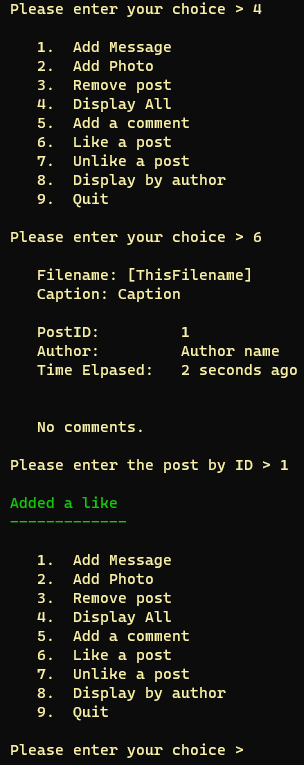 Please enter your choice > 4
1. Add Message
2. Add Photo
3. Remove post
4. Display All
5. Add a comment
6. Like a post
7. Unlike a post
8. Display by author
9. Quit
Please enter your choice > 6
Filename: [ThisFilename]
Caption: Caption
PostID: 1
Author: Author name
Time Elpased: 2 seconds ago
No comments.
Please enter the post by ID > 1
Added a like
-------------
1. Add Message
2. Add Photo
3. Remove post
4. Display All
5. Add a comment
6. Like a post
7. Unlike a post
8. Display by author
9. Quit
Please enter your choice >